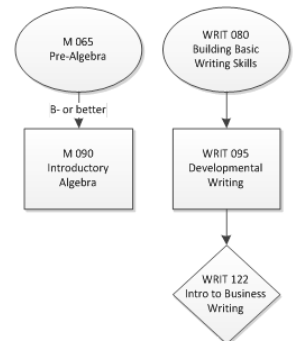 M 065
Pre-Algebra
B- or better
M 090
Introductory
Algebra
WRIT 080
Building Basic
Writing Skills
WRIT 095
Developmental
Writing
WRIT 122
Intro to Business
Writing